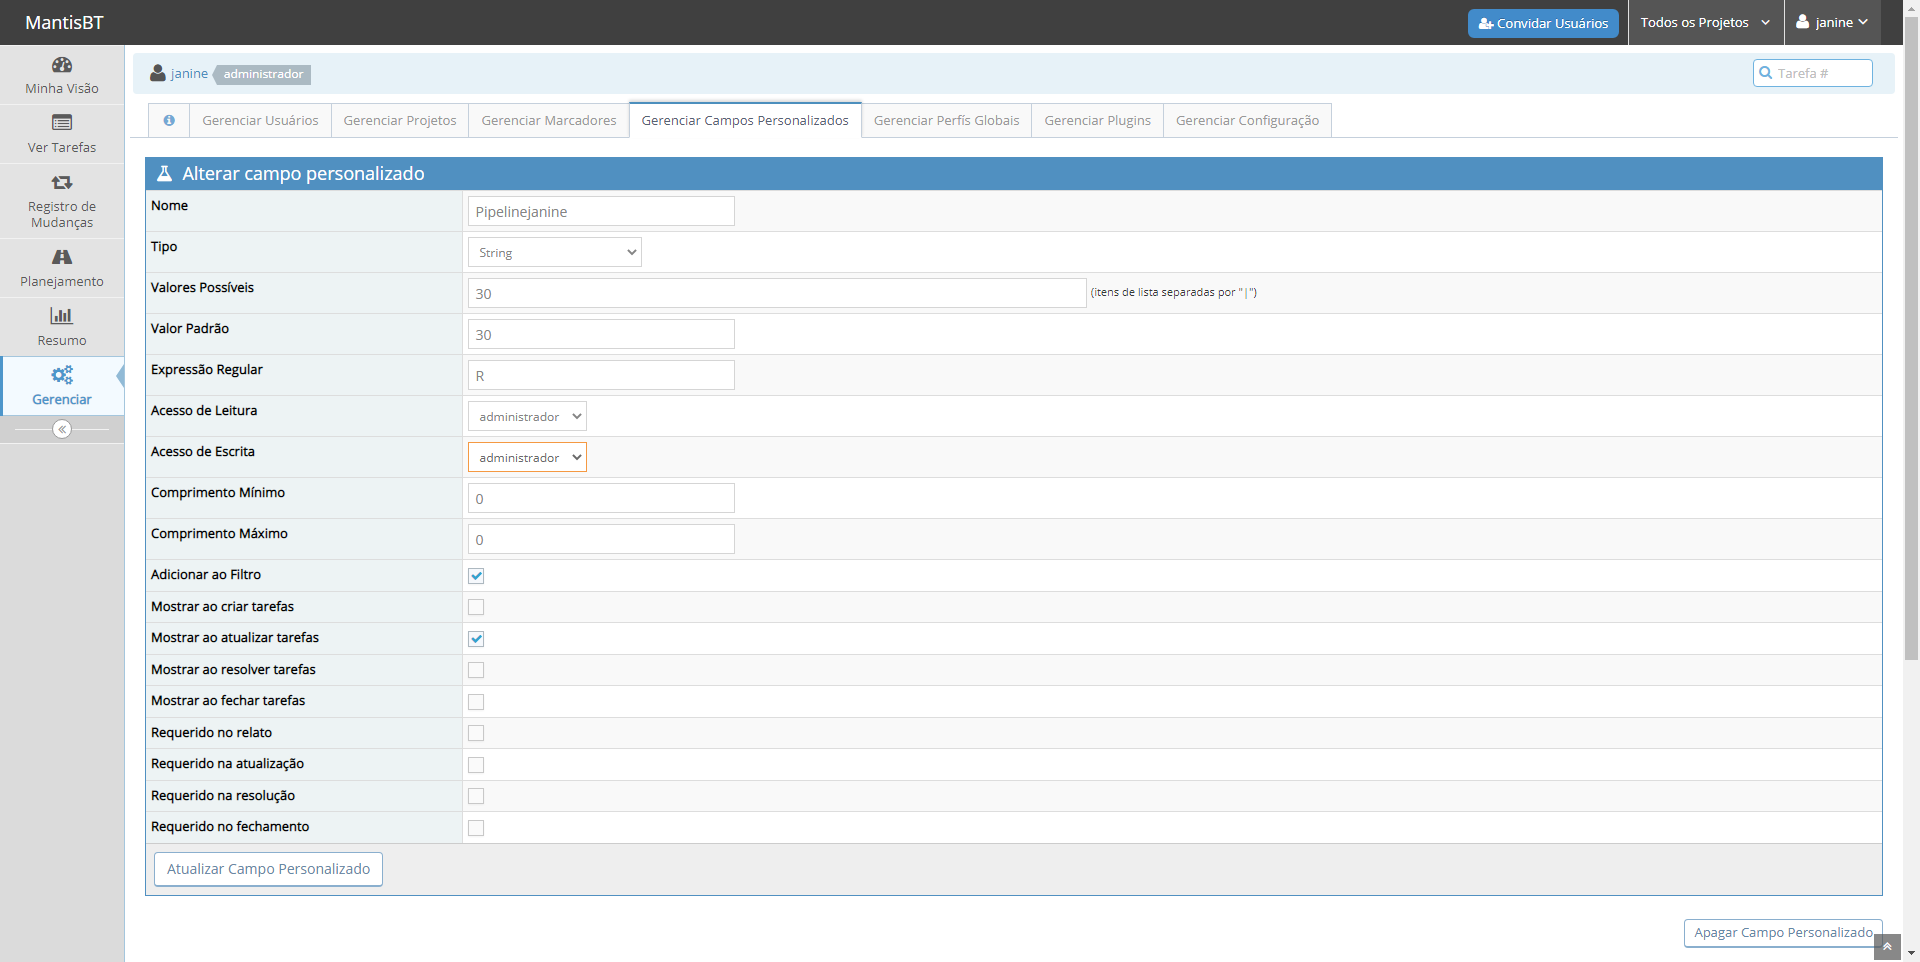 MantisBT
Convidar Usuários
Todos os Projetos
janine
Minha Visão
Ver Tarefas
Registro de
Mudanças
Planejamento
Resumo
Gerenciar
janine
administrador
Tarefa #
Gerenciar Usuários
Gerenciar Projetos
Gerenciar Marcadores
Gerenciar Campos Personalizados
Gerenciar Perfís Globais
Gerenciar Plugins
Gerenciar Configuração
Alterar campo personalizado
Nome
Pipelinejanine
Tipo
String
Valores Possíveis
30
(itens de lista separadas por "|")
Valor Padrão
30
Expressão Regular
R
Acesso de Leitura
administrador
Acesso de Escrita
administrador
Comprimento Mínimo
0
Comprimento Máximo
0
Adicionar ao Filtro
Mostrar ao criar tarefas
Mostrar ao atualizar tarefas
Mostrar ao resolver tarefas
Mostrar ao fechar tarefas
Requerido no relato
Requerido na atualização
Requerido na resolução
Requerido no fechamento
Atualizar Campo Personalizado
Apagar Campo Personalizado